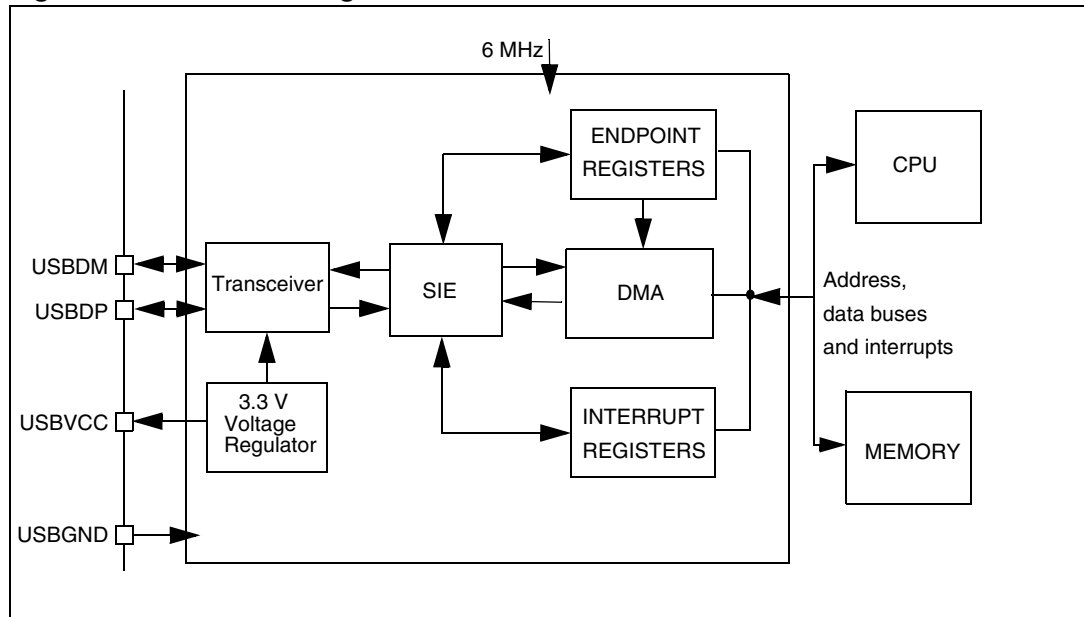 6 MHz
ENDPOINT
REGISTERS
CPU
USBDM
USBDP
Transceiver
SIE
DMA
Address,
data buses
and interrupts
USBVCC
3.3 V
Voltage
Regulator
INTERRUPT
REGISTERS
MEMORY
USBGND